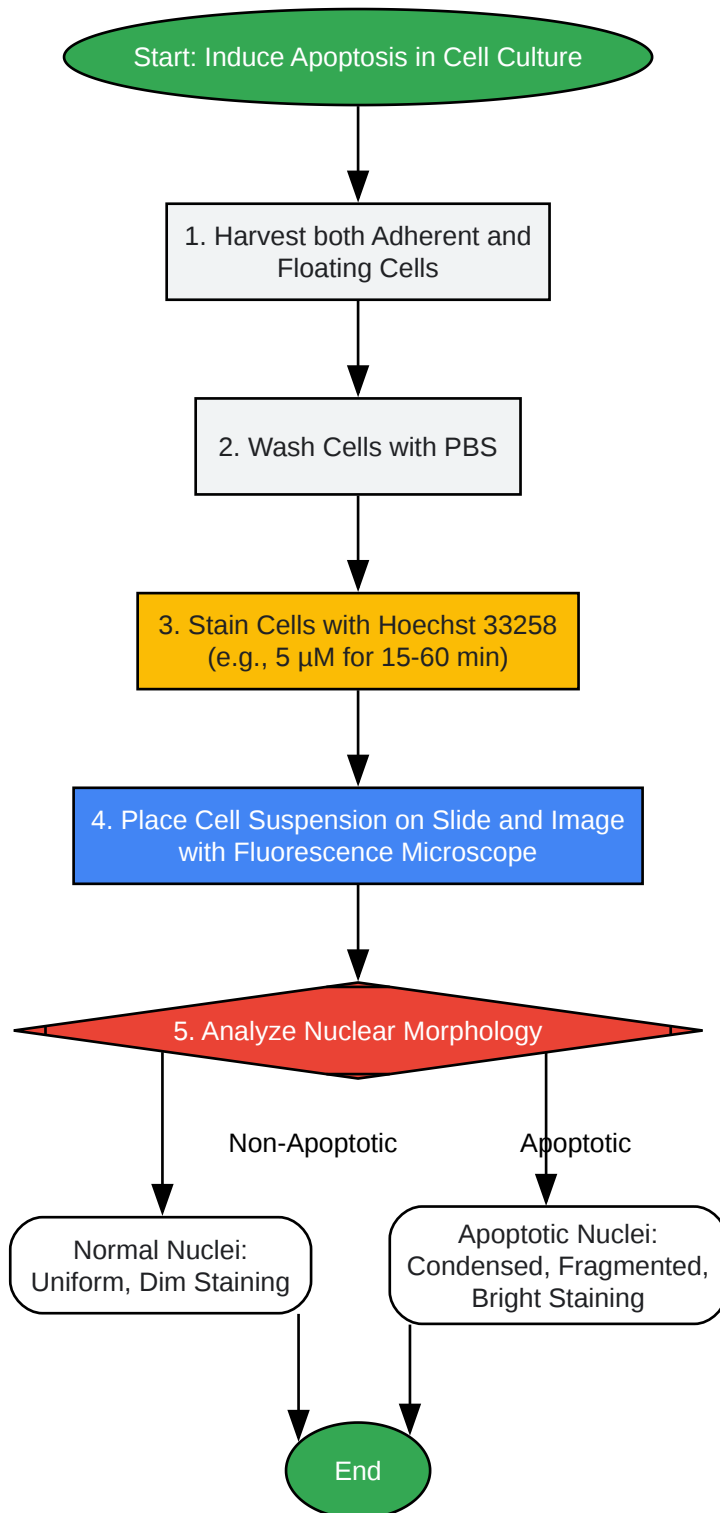 Start: Induce Apoptosis in Cell Culture
1. Harvest both Adherent and
Floating Cells
2. Wash Cells with PBS
3. Stain Cells with Hoechst 33258
(e.g., 5 µM for 15-60 min)
4. Place Cell Suspension on Slide and Image
with Fluorescence Microscope
5. Analyze Nuclear Morphology
Non-Apoptotic
Apoptotic
Normal Nuclei:
Uniform, Dim Staining
Apoptotic Nuclei:
Condensed, Fragmented,
Bright Staining
End